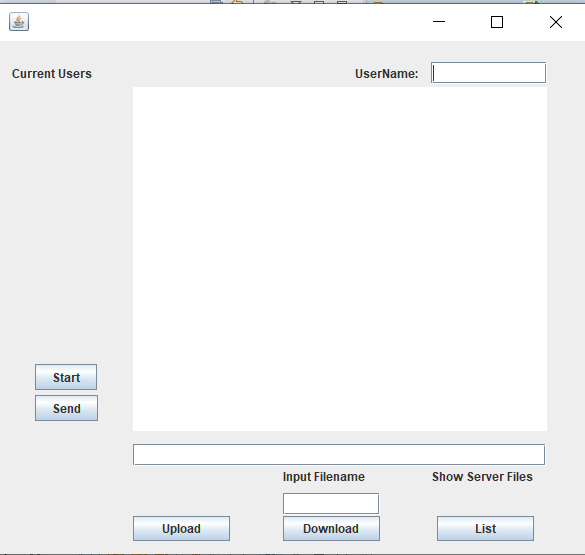 Current Users
UserName:
Start
Send
Input Filename
Show Server Files
Upload
Download
List